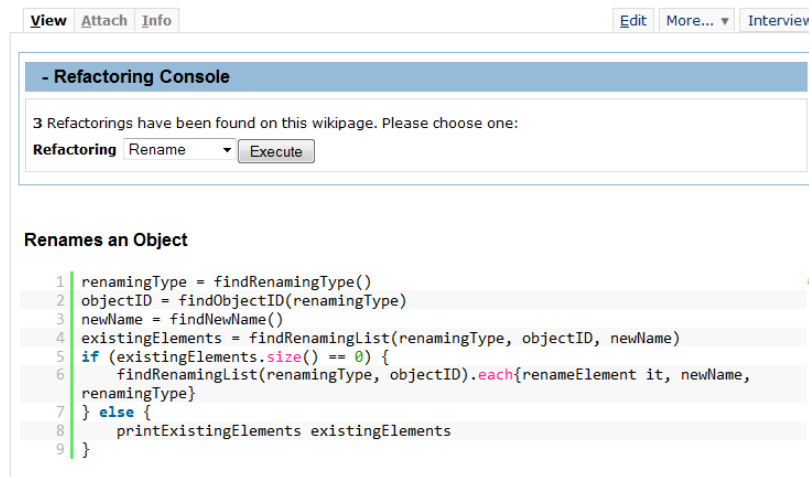 View Attach Info Edit More... ▼ Interview
- Refactoring Console
3 Refactorings have been found on this wikipage. Please choose one:
Refactoring Rename Execute
Renames an Object
1 renamingType = findRenamingType()
2 objectID = findObjectID(renamingType)
3 newName = findNewName()
4 existingElements = findRenamingList(renamingType, objectID, newName)
5 if (existingElements.size() == 0) {
6 findRenamingList(renamingType, objectID).each{renameElement it, newName,
renamingType}
7 } else {
8 printExistingElements existingElements
9 }